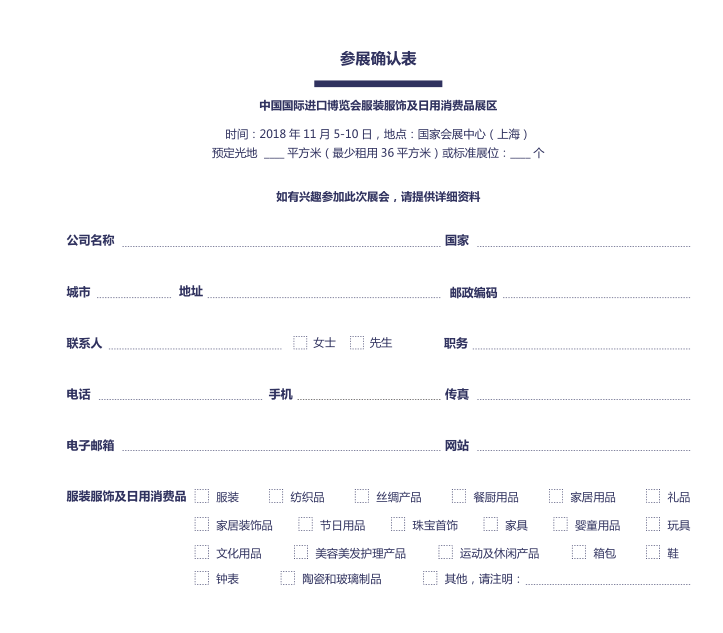 参展确认表
中国国际进口博览会服装服饰及日用消费品展区
时间：2018 年 11 月 5-10 日，地点：国家会展中心（上海）
预定光地 ____ 平方米（最少租用 36 平方米）或标准展位：____ 个
如有兴趣参加此次展会，请提供详细资料
公司名称 国家
城市 地址 邮政编码
联系人 女士 先生 职务
电话 手机 传真
电子邮箱 网站
服装服饰及日用消费品 服装 纺织品 丝绸产品 餐厨用品 家居用品 礼品
家居装饰品 节日用品 珠宝首饰 家具 婴童用品 玩具
文化用品 美容美发护理产品 运动及休闲产品 箱包 鞋
钟表 陶瓷和玻璃制品 其他，请注明：